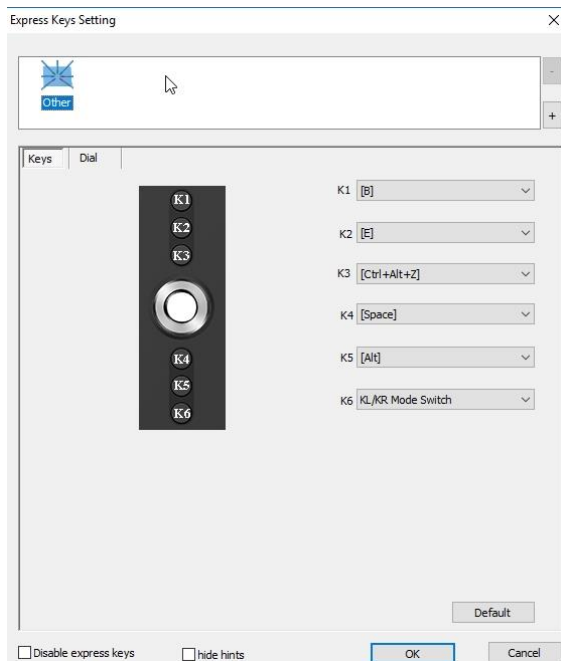 Express Keys Setting
Other
-
+
Keys Dial
K1
K2
K3
K4
K5
K6
K1 [B]
K2 [E]
K3 [Ctrl+Alt+Z]
K4 [Space]
K5 [Alt]
K6 KL/KR Mode Switch
Default
Disable express keys hide hints OK Cancel